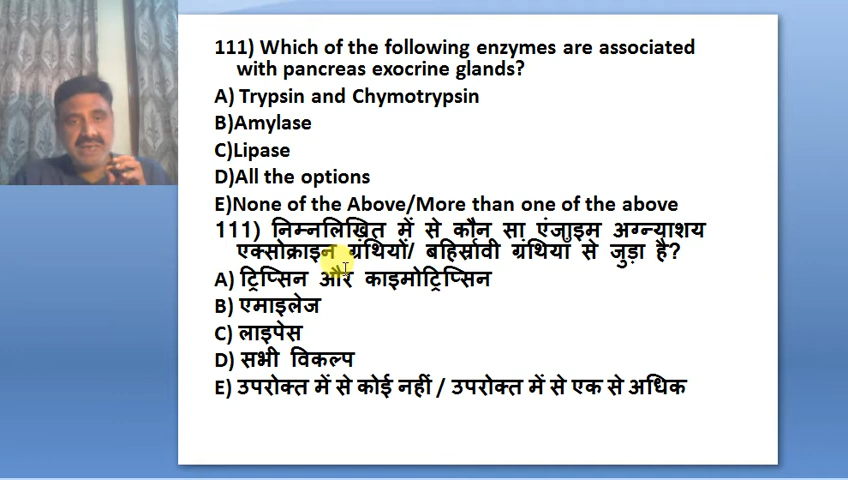 111) Which of the following enzymes are associated
with pancreas exocrine glands?
A) Trypsin and Chymotrypsin
B)Amylase
C)Lipase
D)All the options
E)None of the Above/More than one of the above
111) निम्नलिखित में से कौन सा एंजाइम अग्न्याशय
एक्सोक्राइन ग्रंथियों/ बहिर्स्रावी ग्रंथियों से जुड़ा है?
A) ट्रिप्सिन और काइमोट्रिप्सिन
B) एमाइलेज
C) लाइपेस
D) सभी विकल्प
E) उपरोक्त में से कोई नहीं / उपरोक्त में से एक से अधिक